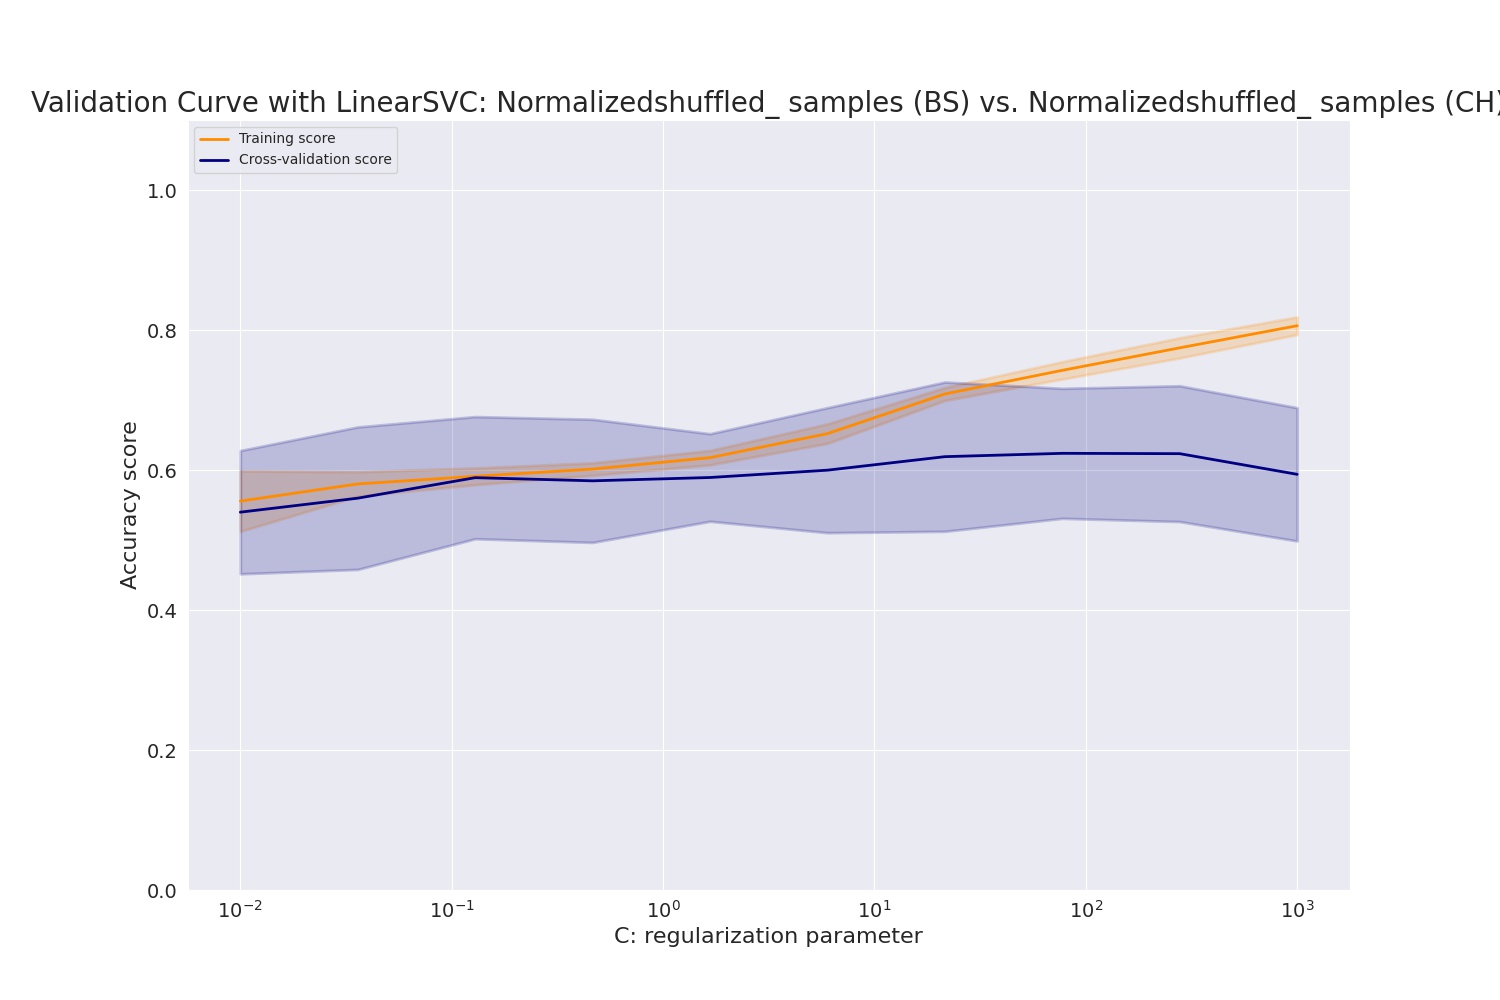 Validation Curve with LinearSVC: Normalizedshuffled_ samples (BS) vs. Normalizedshuffled_ samples (CH)
Training score
Cross-validation score
1.0
0.8
0.6
0.4
0.2
0.0
Accuracy score
10⁻² 10⁻¹ 10⁰ 10¹ 10² 10³
C: regularization parameter